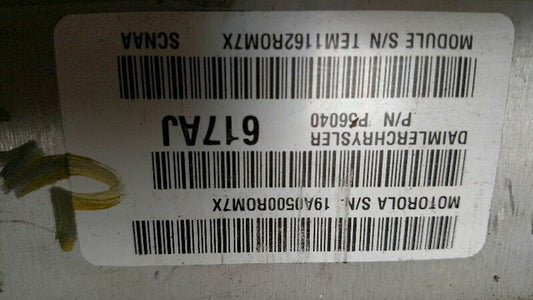 MOTOROLA S/N: 19A0500ROM7X
DAIMLERCHRYSLER
P/N P56040 617AJ
MODULE S/N TEM1162ROM7X SCNAA